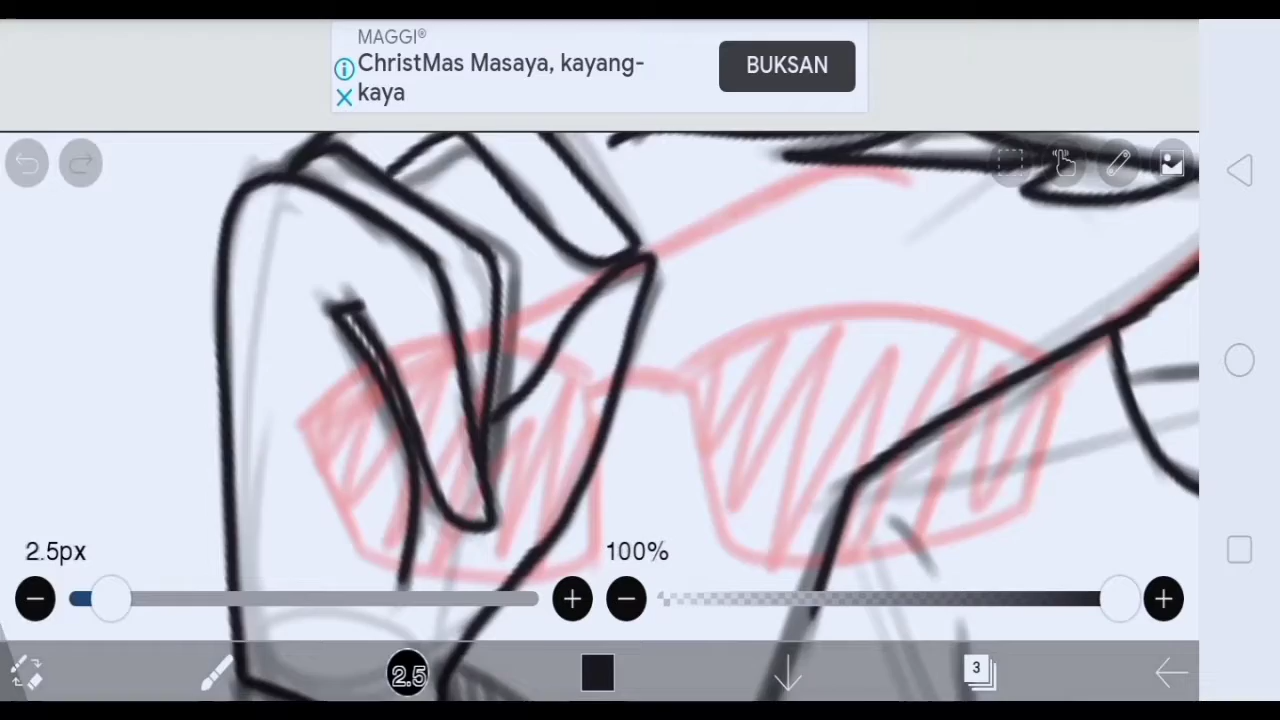 MAGGI®
ChristMas Masaya, kayang-
kaya
BUKSAN
2.5px
100%
2.5
3